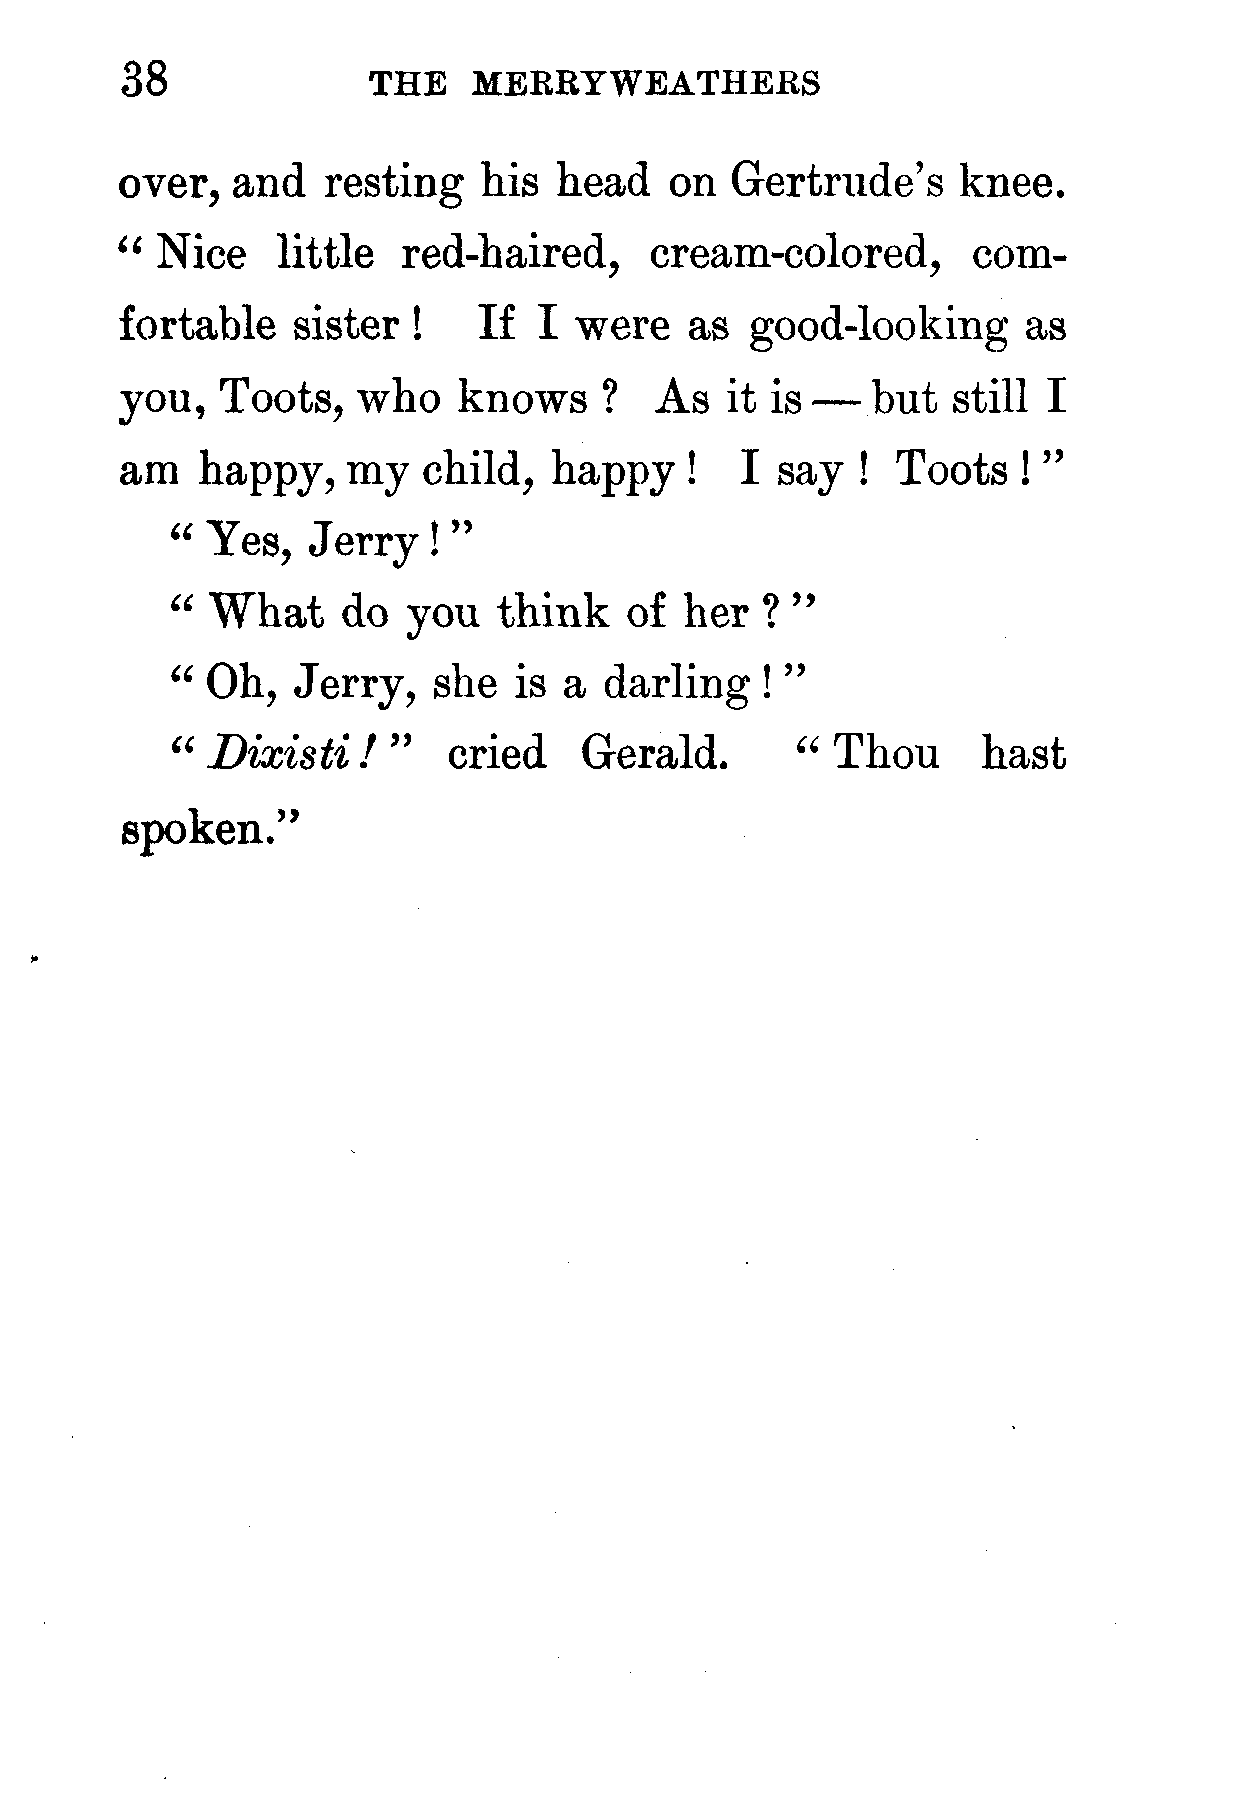 38 THE MERRYWEATHERS
over, and resting his head on Gertrude's knee.
“ Nice little red-haired, cream-colored, com-
fortable sister ! If I were as good-looking as
you, Toots, who knows ? As it is — but still I
am happy, my child, happy ! I say ! Toots ! ”
“ Yes, Jerry ! ”
“ What do you think of her ? ”
“ Oh, Jerry, she is a darling ! ”
“ Dixisti ! ” cried Gerald. “ Thou hast
spoken.”